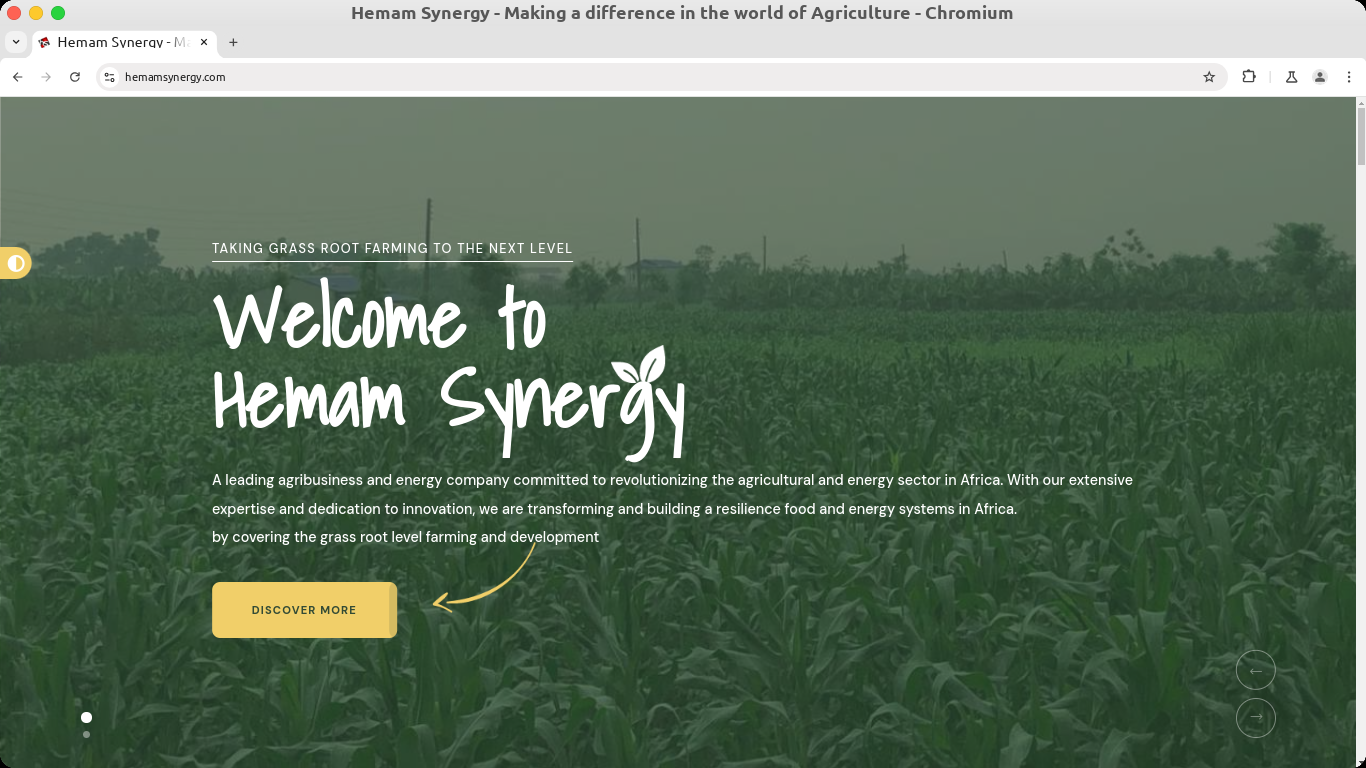 Hemam Synergy - Making a difference in the world of Agriculture - Chromium
Hemam Synergy - Ma
hemamsynergy.com
TAKING GRASS ROOT FARMING TO THE NEXT LEVEL
Welcome to
Hemam Synergy
A leading agribusiness and energy company committed to revolutionizing the agricultural and energy sector in Africa. With our extensive
expertise and dedication to innovation, we are transforming and building a resilience food and energy systems in Africa.
by covering the grass root level farming and development
DISCOVER MORE